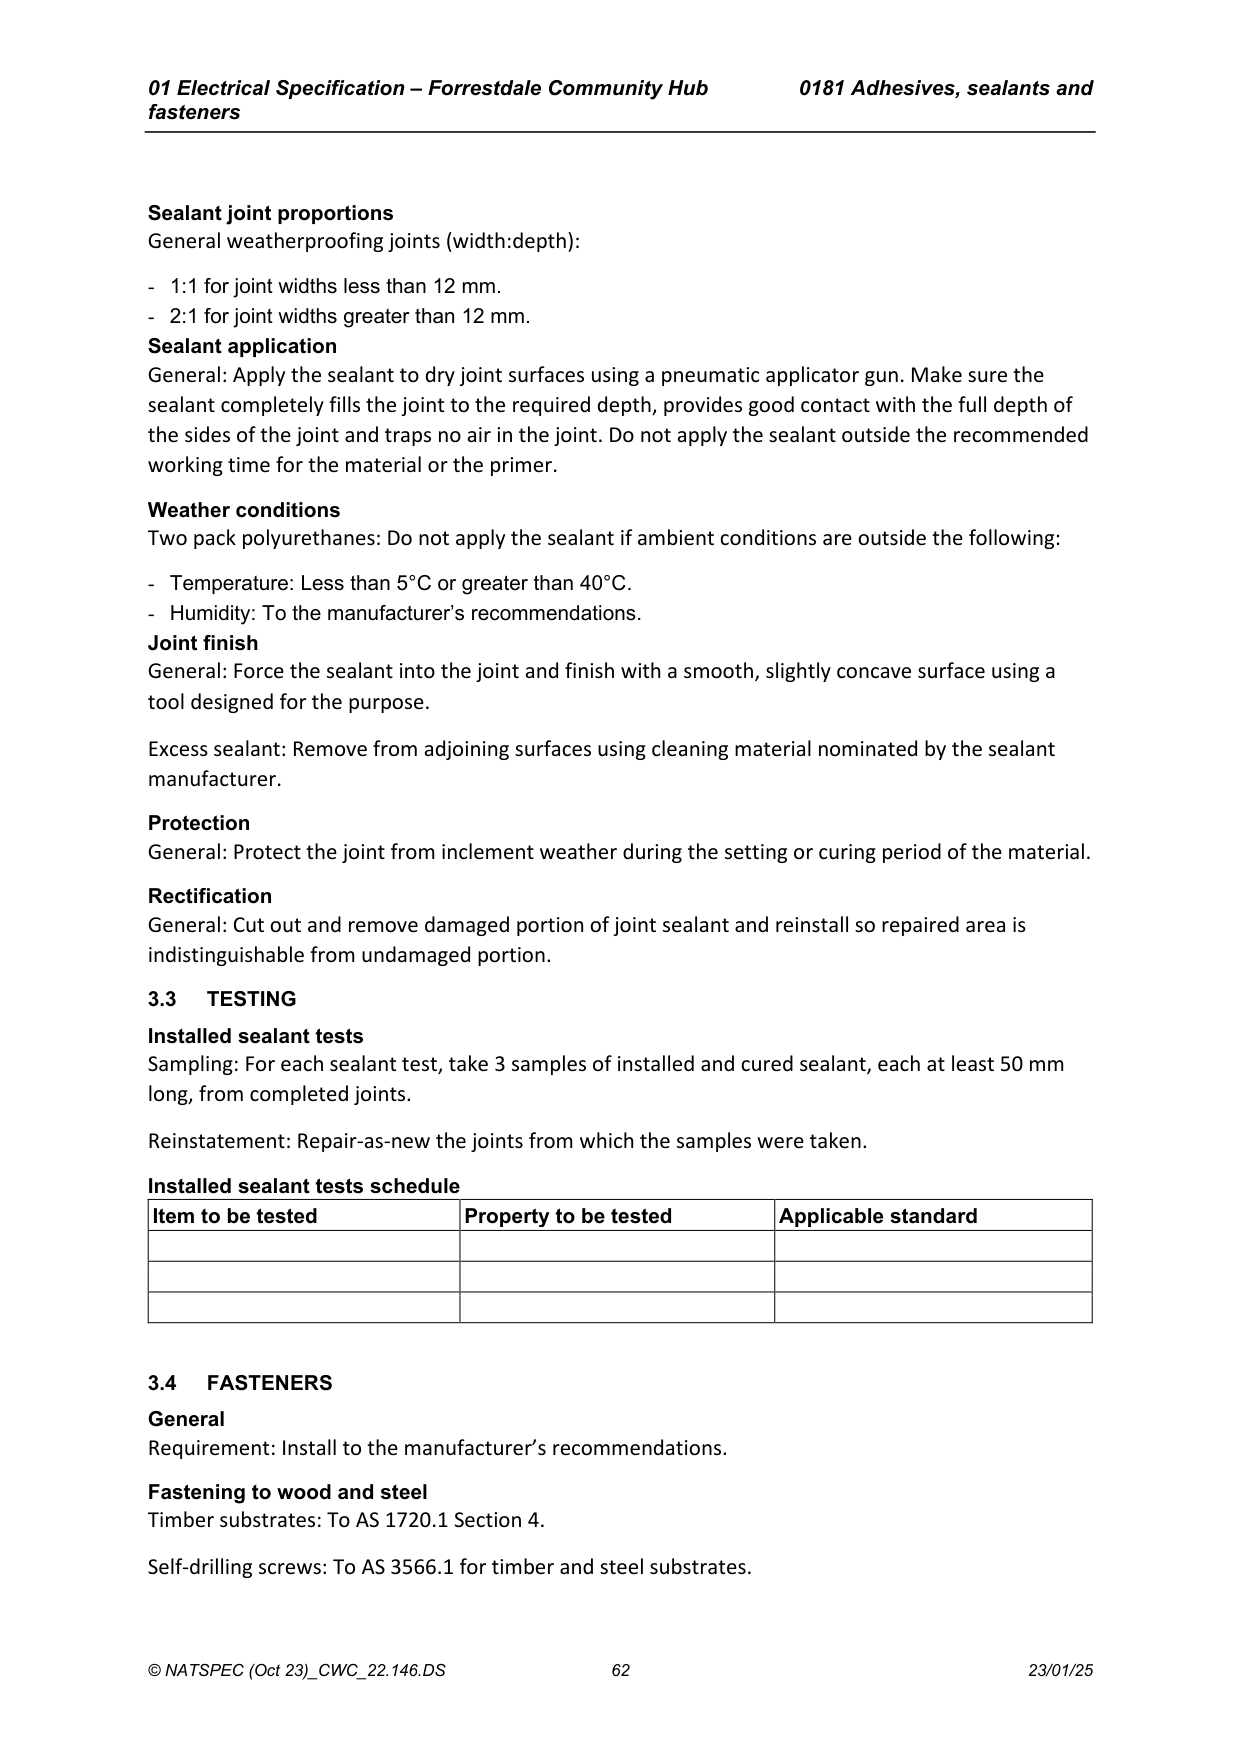 01 Electrical Specification – Forrestdale Community Hub 0181 Adhesives, sealants and
fasteners
Sealant joint proportions
General weatherproofing joints (width:depth):
- 1:1 for joint widths less than 12 mm.
- 2:1 for joint widths greater than 12 mm.
Sealant application
General: Apply the sealant to dry joint surfaces using a pneumatic applicator gun. Make sure the
sealant completely fills the joint to the required depth, provides good contact with the full depth of
the sides of the joint and traps no air in the joint. Do not apply the sealant outside the recommended
working time for the material or the primer.
Weather conditions
Two pack polyurethanes: Do not apply the sealant if ambient conditions are outside the following:
- Temperature: Less than 5°C or greater than 40°C.
- Humidity: To the manufacturer’s recommendations.
Joint finish
General: Force the sealant into the joint and finish with a smooth, slightly concave surface using a
tool designed for the purpose.
Excess sealant: Remove from adjoining surfaces using cleaning material nominated by the sealant
manufacturer.
Protection
General: Protect the joint from inclement weather during the setting or curing period of the material.
Rectification
General: Cut out and remove damaged portion of joint sealant and reinstall so repaired area is
indistinguishable from undamaged portion.
3.3 TESTING
Installed sealant tests
Sampling: For each sealant test, take 3 samples of installed and cured sealant, each at least 50 mm
long, from completed joints.
Reinstatement: Repair-as-new the joints from which the samples were taken.
Installed sealant tests schedule
Item to be tested Property to be tested Applicable standard
3.4 FASTENERS
General
Requirement: Install to the manufacturer’s recommendations.
Fastening to wood and steel
Timber substrates: To AS 1720.1 Section 4.
Self-drilling screws: To AS 3566.1 for timber and steel substrates.
© NATSPEC (Oct 23)_CWC_22.146.DS 62 23/01/25